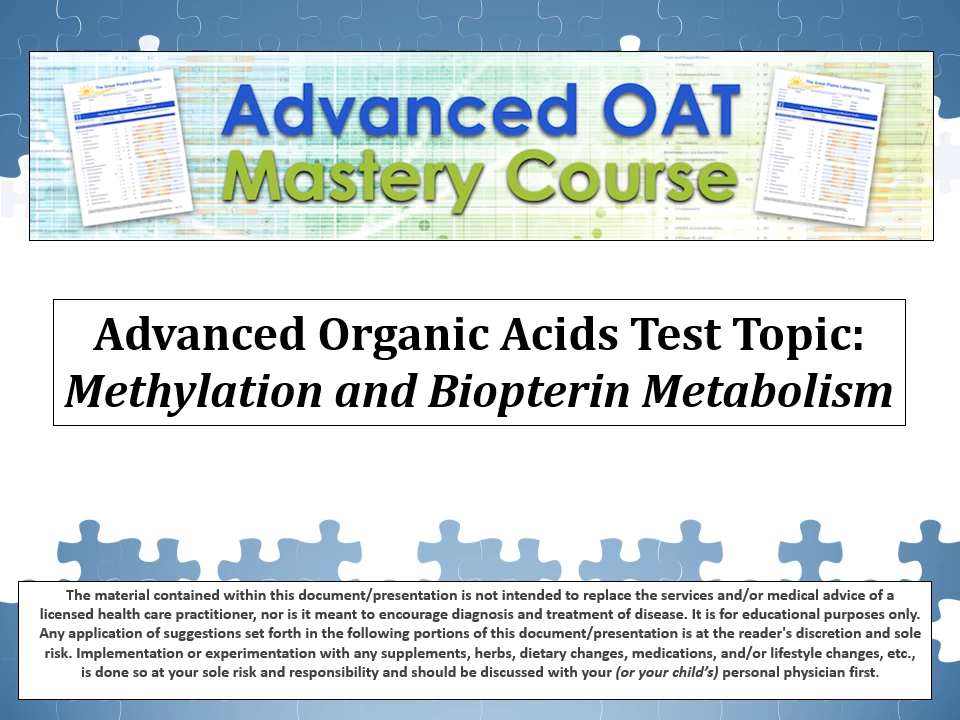 Advanced OAT
Mastery Course
The Great Plains Laboratory, Inc.
The Great Plains Laboratory, Inc.
Advanced Organic Acids Test Topic:
Methylation and Biopterin Metabolism
The material contained within this document/presentation is not intended to replace the services and/or medical advice of a
licensed health care practitioner, nor is it meant to encourage diagnosis and treatment of disease. It is for educational purposes only.
Any application of suggestions set forth in the following portions of this document/presentation is at the reader's discretion and sole
risk. Implementation or experimentation with any supplements, herbs, dietary changes, medications, and/or lifestyle changes, etc.,
is done so at your sole risk and responsibility and should be discussed with your (or your child’s) personal physician first.